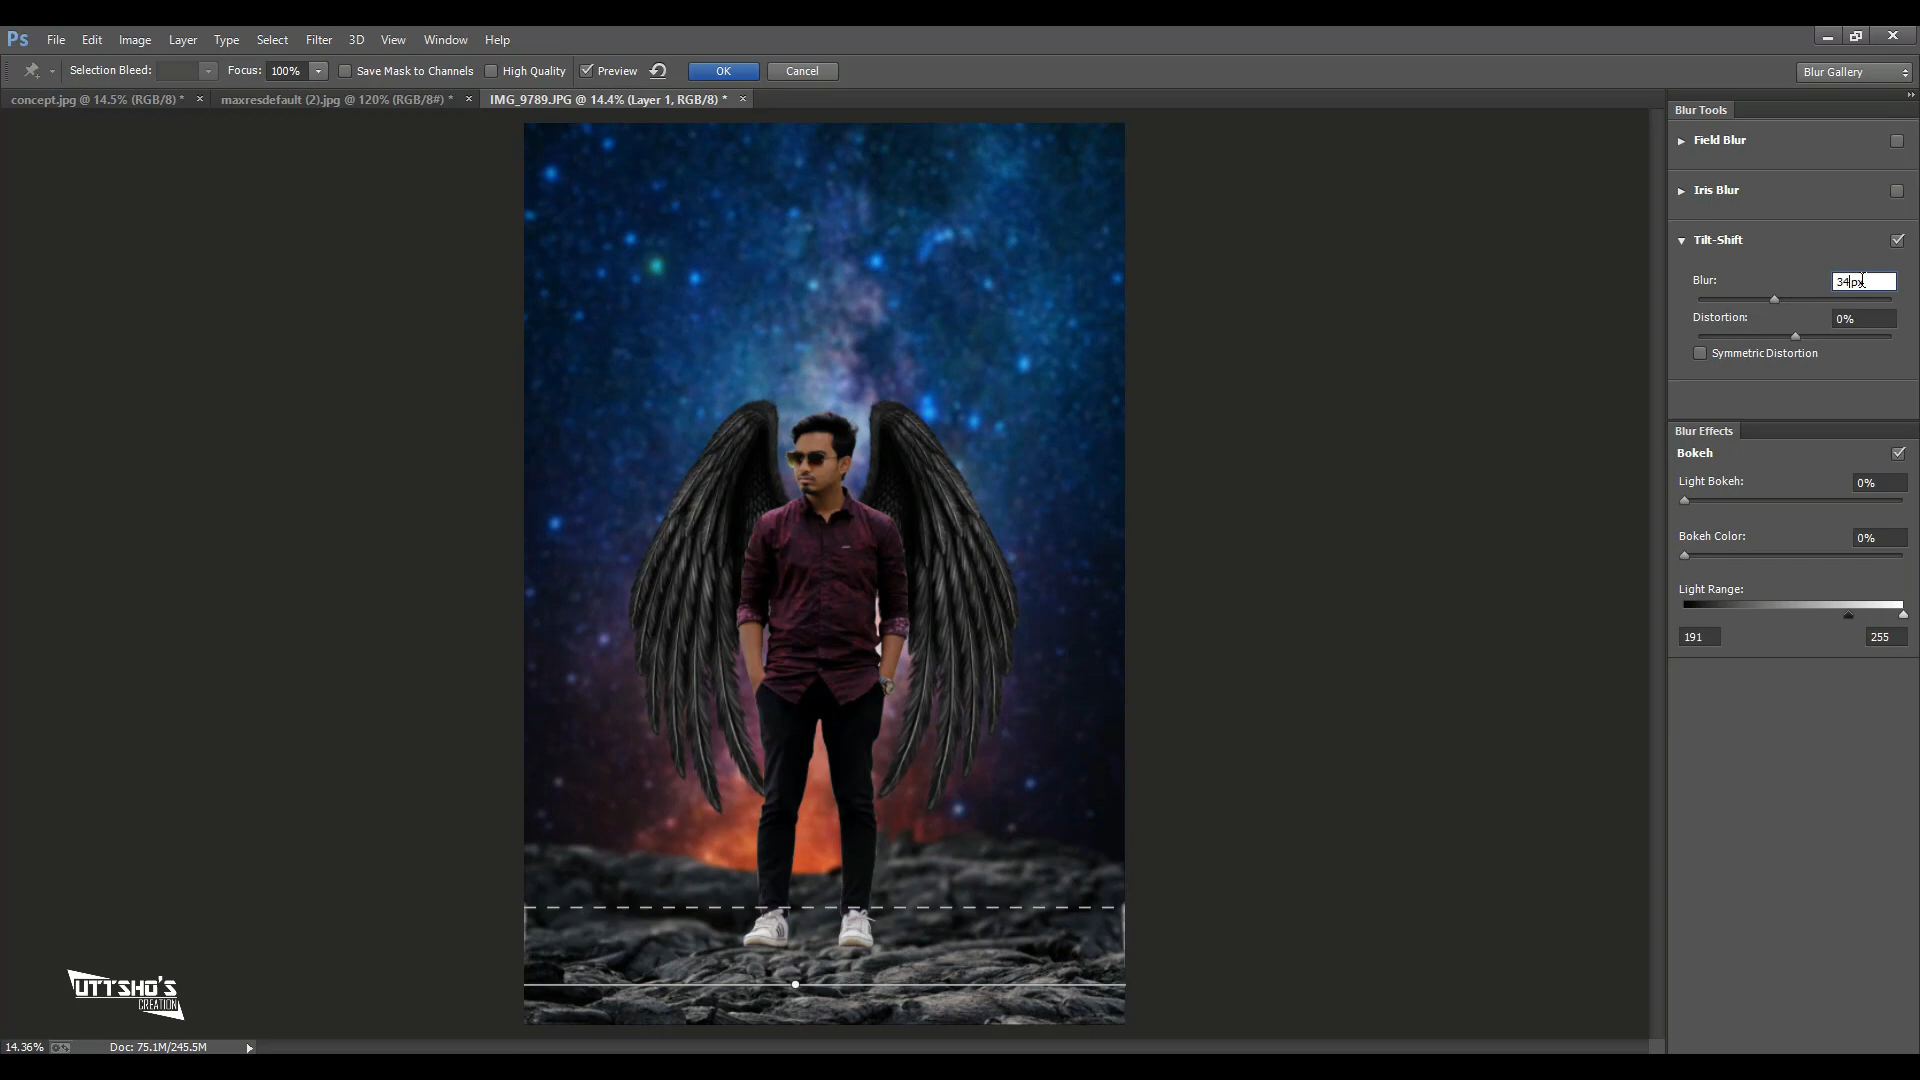 Ps File Edit Image Layer Type Select Filter 3D View Window Help
Selection Bleed: Focus: 100% Save Mask to Channels High Quality Preview OK Cancel Blur Gallery
concept.jpg @ 14.5% (RGB/8) * × maxresdefault (2).jpg @ 120% (RGB/8#) * × IMG_9789.JPG @ 14.4% (Layer 1, RGB/8) * ×
Blur Tools
Field Blur
Iris Blur
Tilt-Shift
Blur: 34px
Distortion: 0%
Symmetric Distortion
Blur Effects
Bokeh
Light Bokeh: 0%
Bokeh Color: 0%
Light Range:
191 255
UTTSHO'S
CREATION
14.36% Doc: 75.1M/245.5M